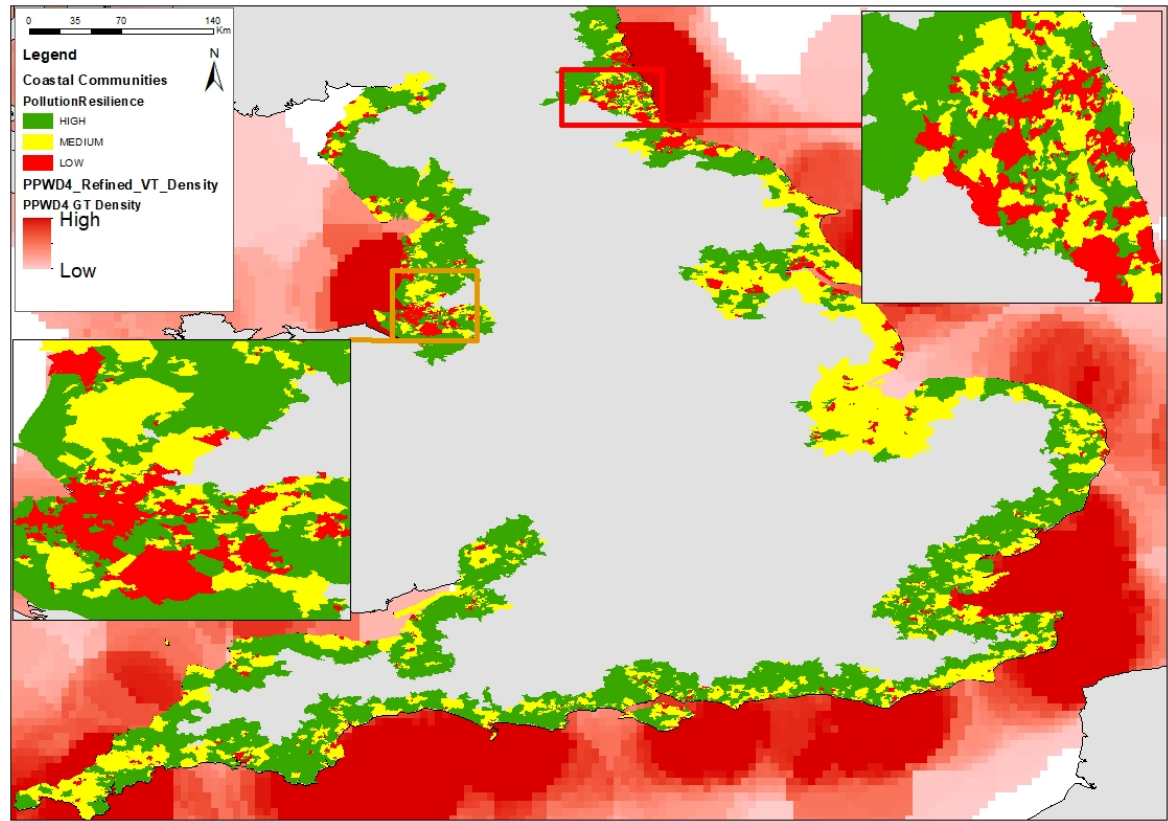 0 35 70 140
Km
Legend
N
Coastal Communities
PollutionResilience
HIGH
MEDIUM
LOW
PPWD4_Refined_VT_Density
PPWD4 GT Density
High
Low